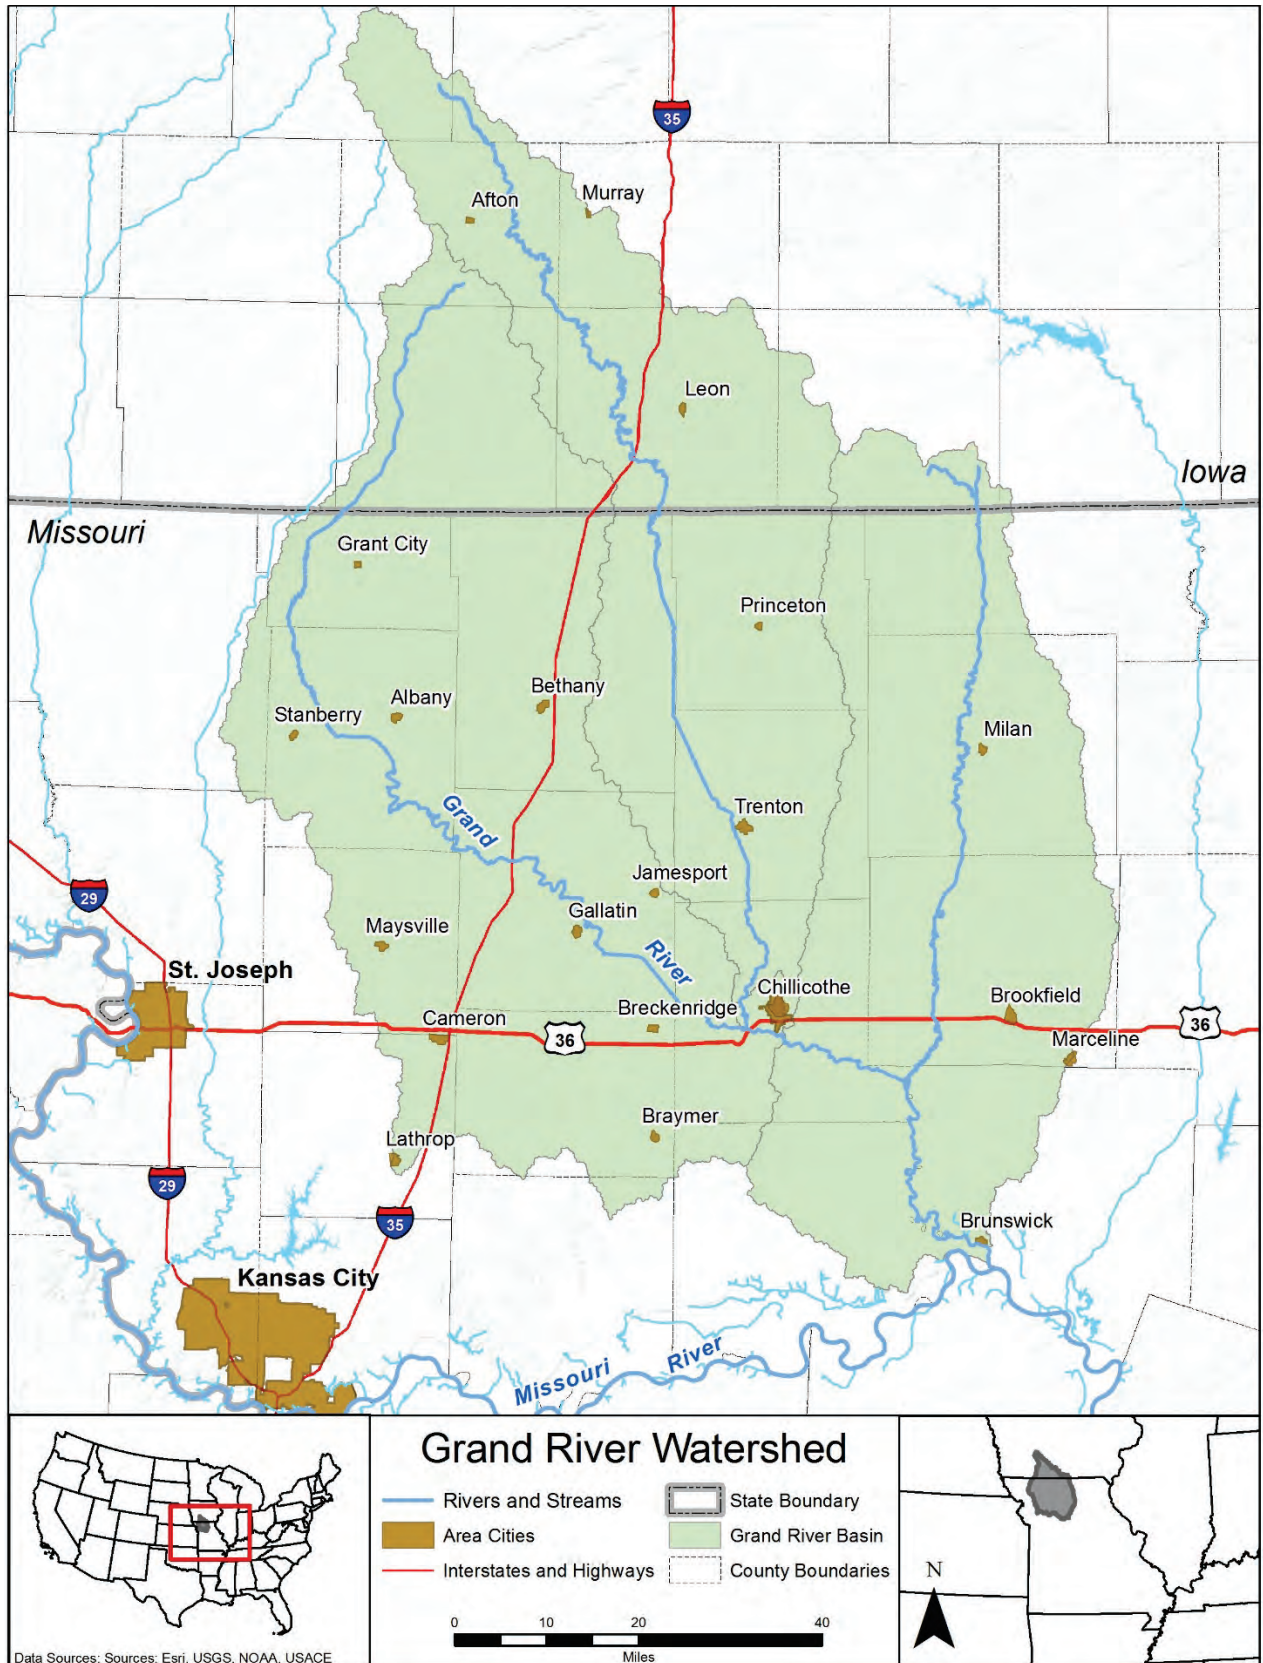 35
Murray
Afton
Leon
Iowa
Missouri
Grant City
Princeton
Bethany
Albany
Stanberry
Milan
Grand
Trenton
Jamesport
29
Gallatin
Maysville
River
St. Joseph
Chillicothe
Brookfield
Breckenridge
Cameron
36
36
Marceline
Braymer
Lathrop
29
35
Brunswick
Kansas City
Missouri River
Grand River Watershed
Rivers and Streams
State Boundary
Area Cities
Grand River Basin
Interstates and Highways
County Boundaries
N
0 10 20 40
Miles
Data Sources: Sources: Esri, USGS, NOAA, USACE